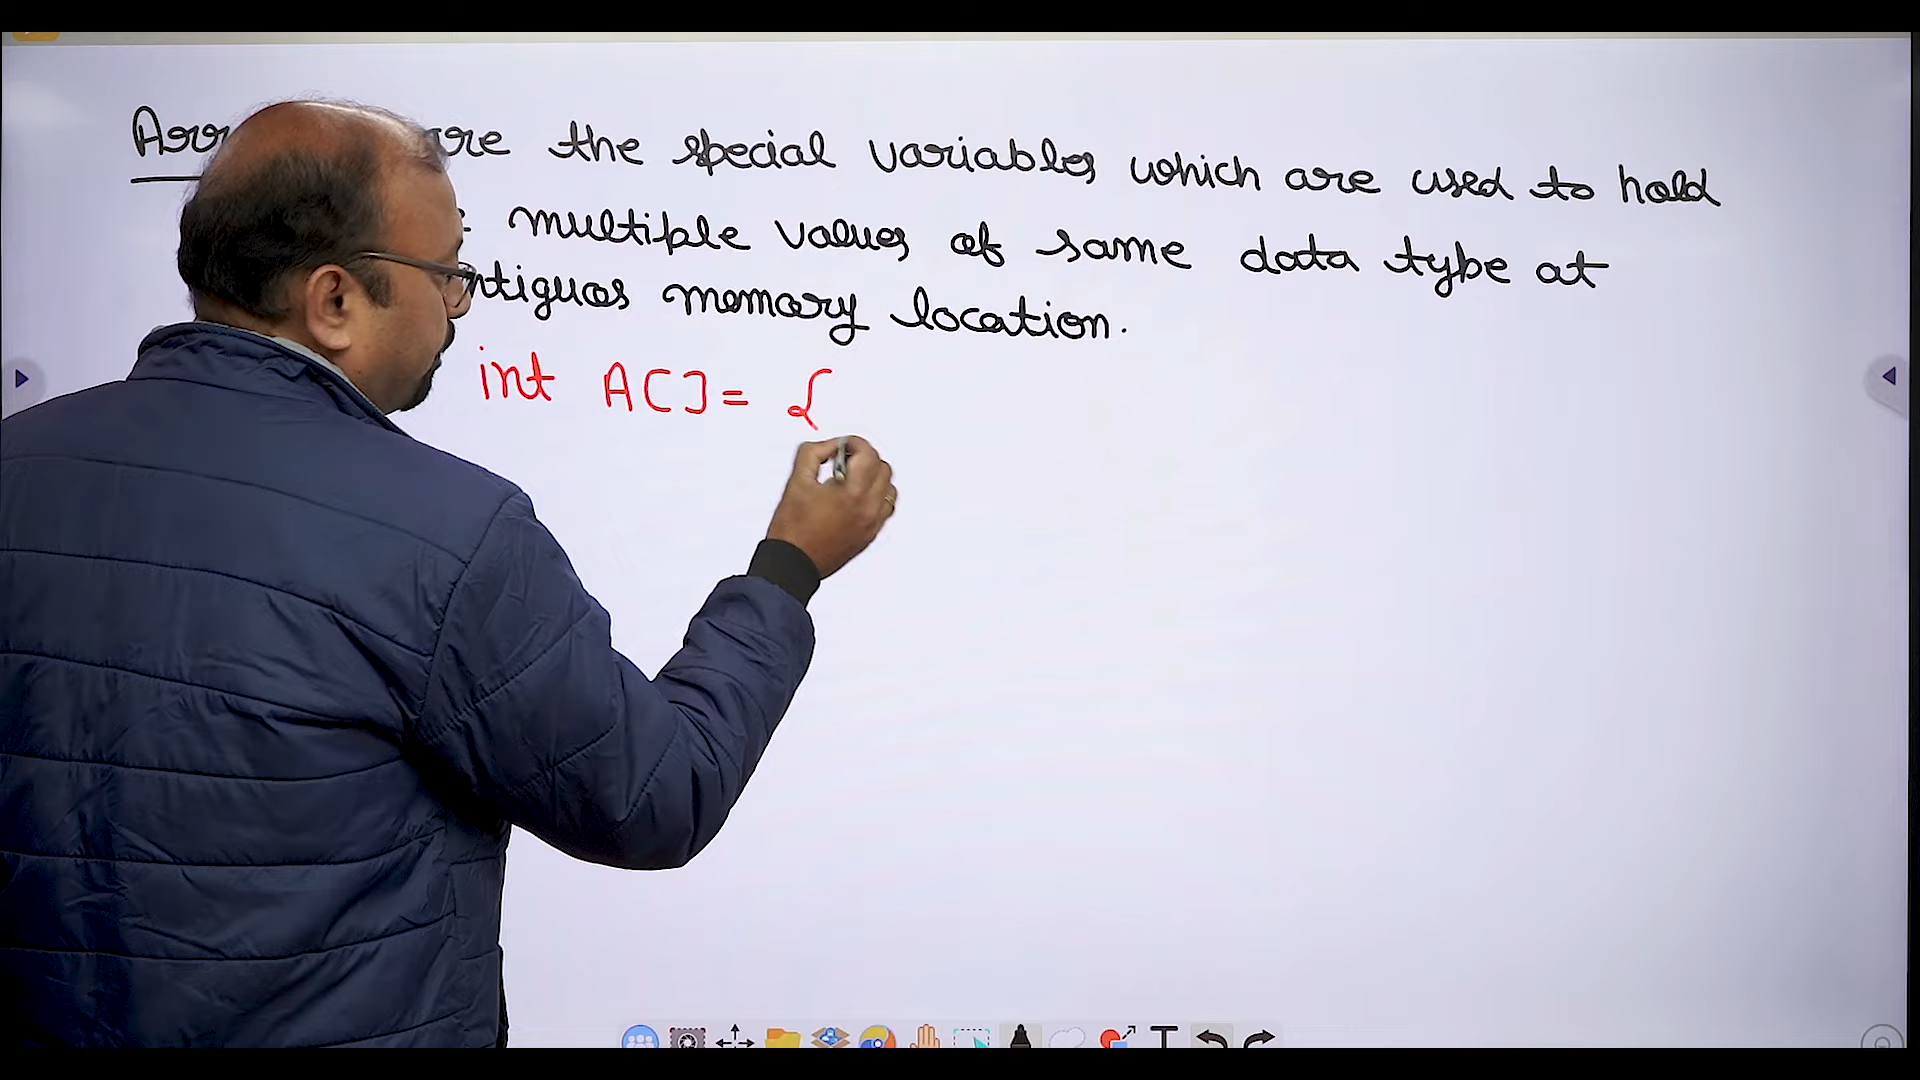 are the special variables which are used to hold
multiple values of same data type at
memory location.
int A[]= {